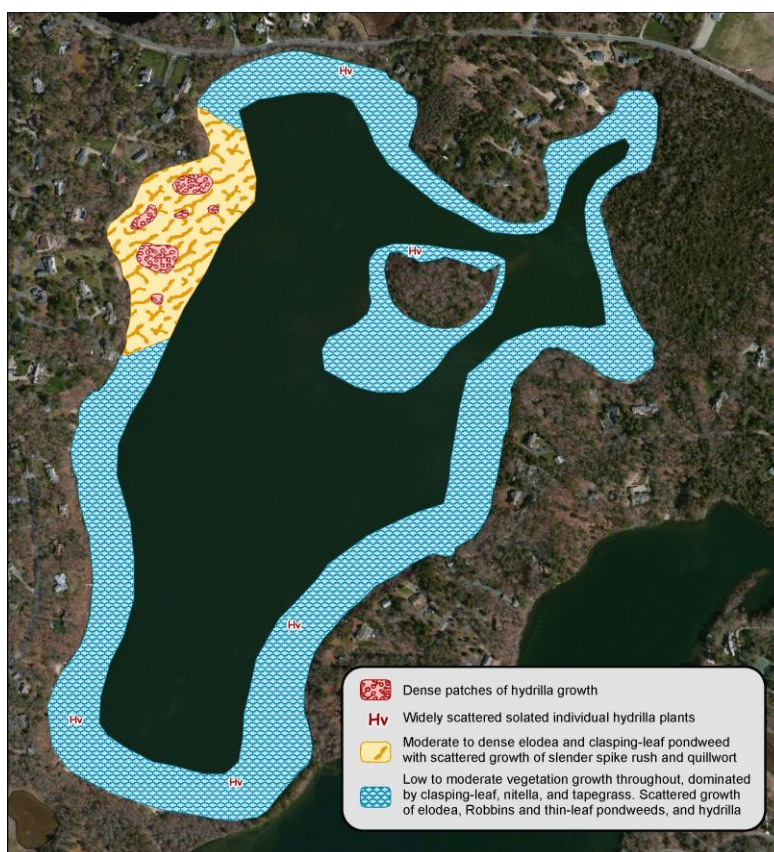 Hv
Hv
Hv
Hv
Hv
Dense patches of hydrilla growth
Hv Widely scattered solated individual hydrilla plants
Moderate to dense elodea and clasping-leaf pondweed
with scattered growth of slender spike rush and quillwort
Low to moderate vegetation growth throughout, dominated
by clasping-leaf, nitella, and tapegrass. Scattered growth
of elodea, Robbins and thin-leaf pondweeds, and hydrilla